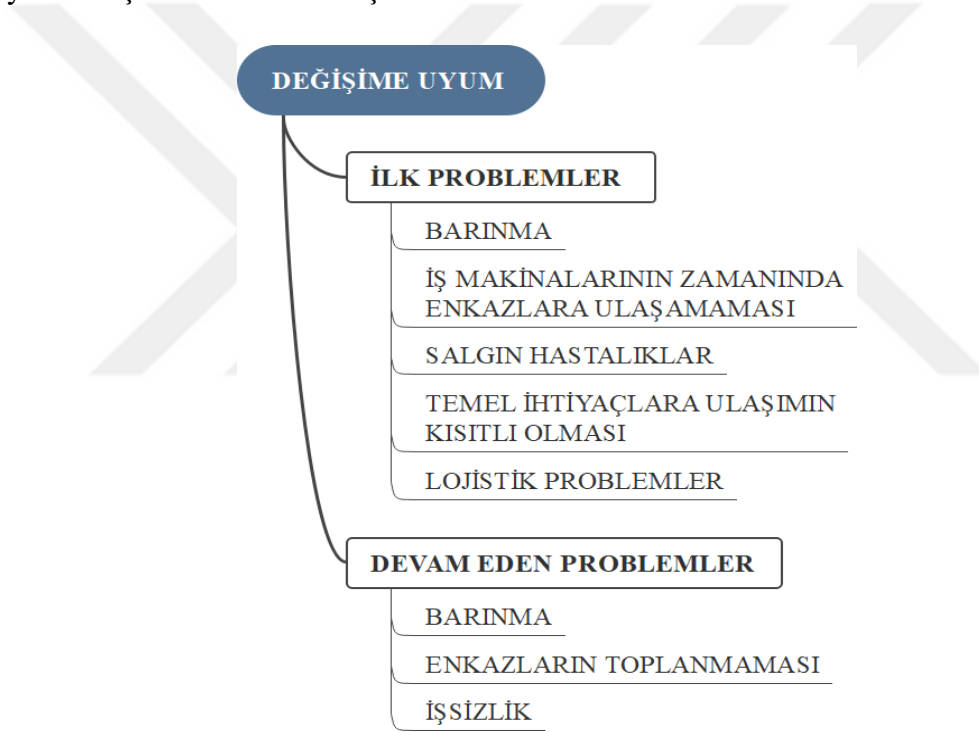 DEĞİŞİME UYUM
İLK PROBLEMLER
BARINMA
İŞ MAKİNALARININ ZAMANINDA
ENKAZLARA ULAŞAMAMASI
SALGIN HASTALIKLAR
TEMEL İHTİYAÇLARA ULAŞIMIN
KISITLI OLMASI
LOJİSTİK PROBLEMLER
DEVAM EDEN PROBLEMLER
BARINMA
ENKAZLARIN TOPLANMAMASI
İŞSİZLİK